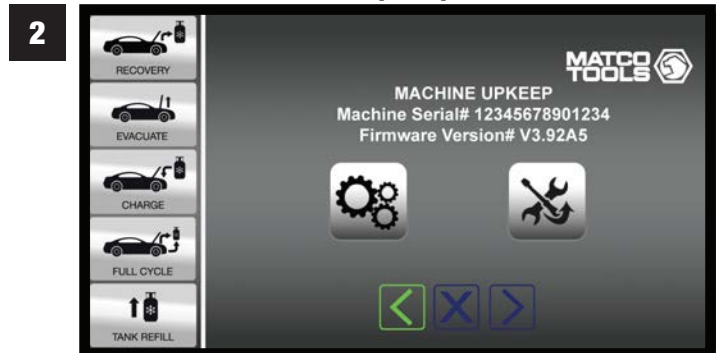 2
RECOVERY
EVACUATE
CHARGE
FULL CYCLE
TANK REFILL
MATCO
TOOLS
MACHINE UPKEEP
Machine Serial# 12345678901234
Firmware Version# V3.92A5